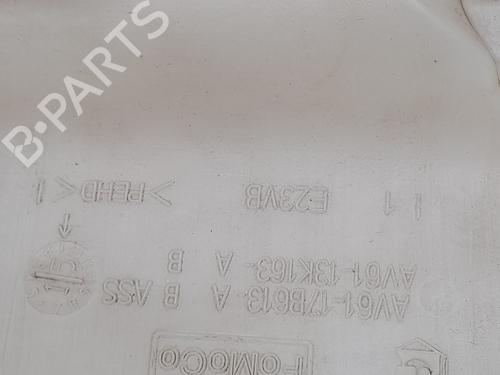 B-PARTS
FoMoCo
AV61-17B613-A B ASS
AV61-13K163-A B
1 1 E23VB >PEHD<